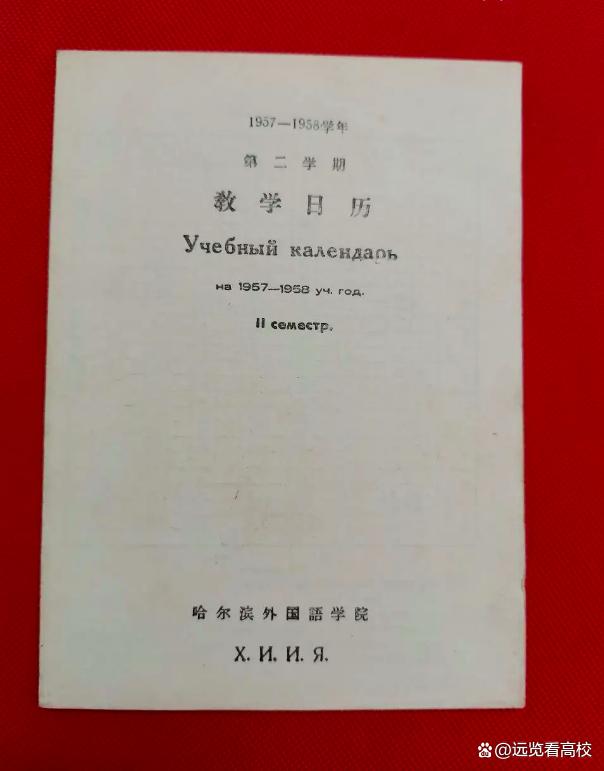 1957—1958学年
第二学期
教学日历
Учебный календарь
на 1957—1958 уч. год.
II семестр.
哈尔滨外国語学院
Х. И. И. Я.
@远览看高校